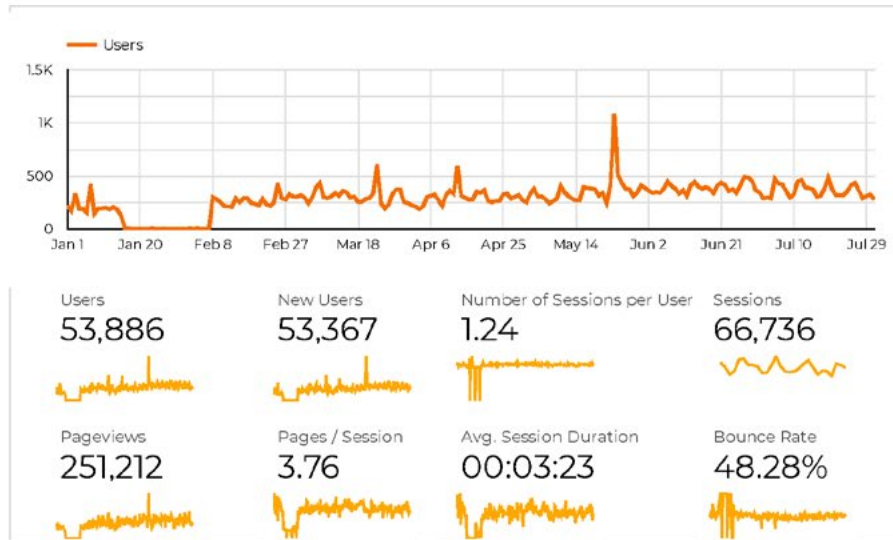 Users
1.5K
1K
500
0
Jan 1 Jan 20 Feb 8 Feb 27 Mar 18 Apr 6 Apr 25 May 14 Jun 2 Jun 21 Jul 10 Jul 29
Users New Users Number of Sessions per User Sessions
53,886 53,367 1.24 66,736
Pageviews Pages / Session Avg. Session Duration Bounce Rate
251,212 3.76 00:03:23 48.28%